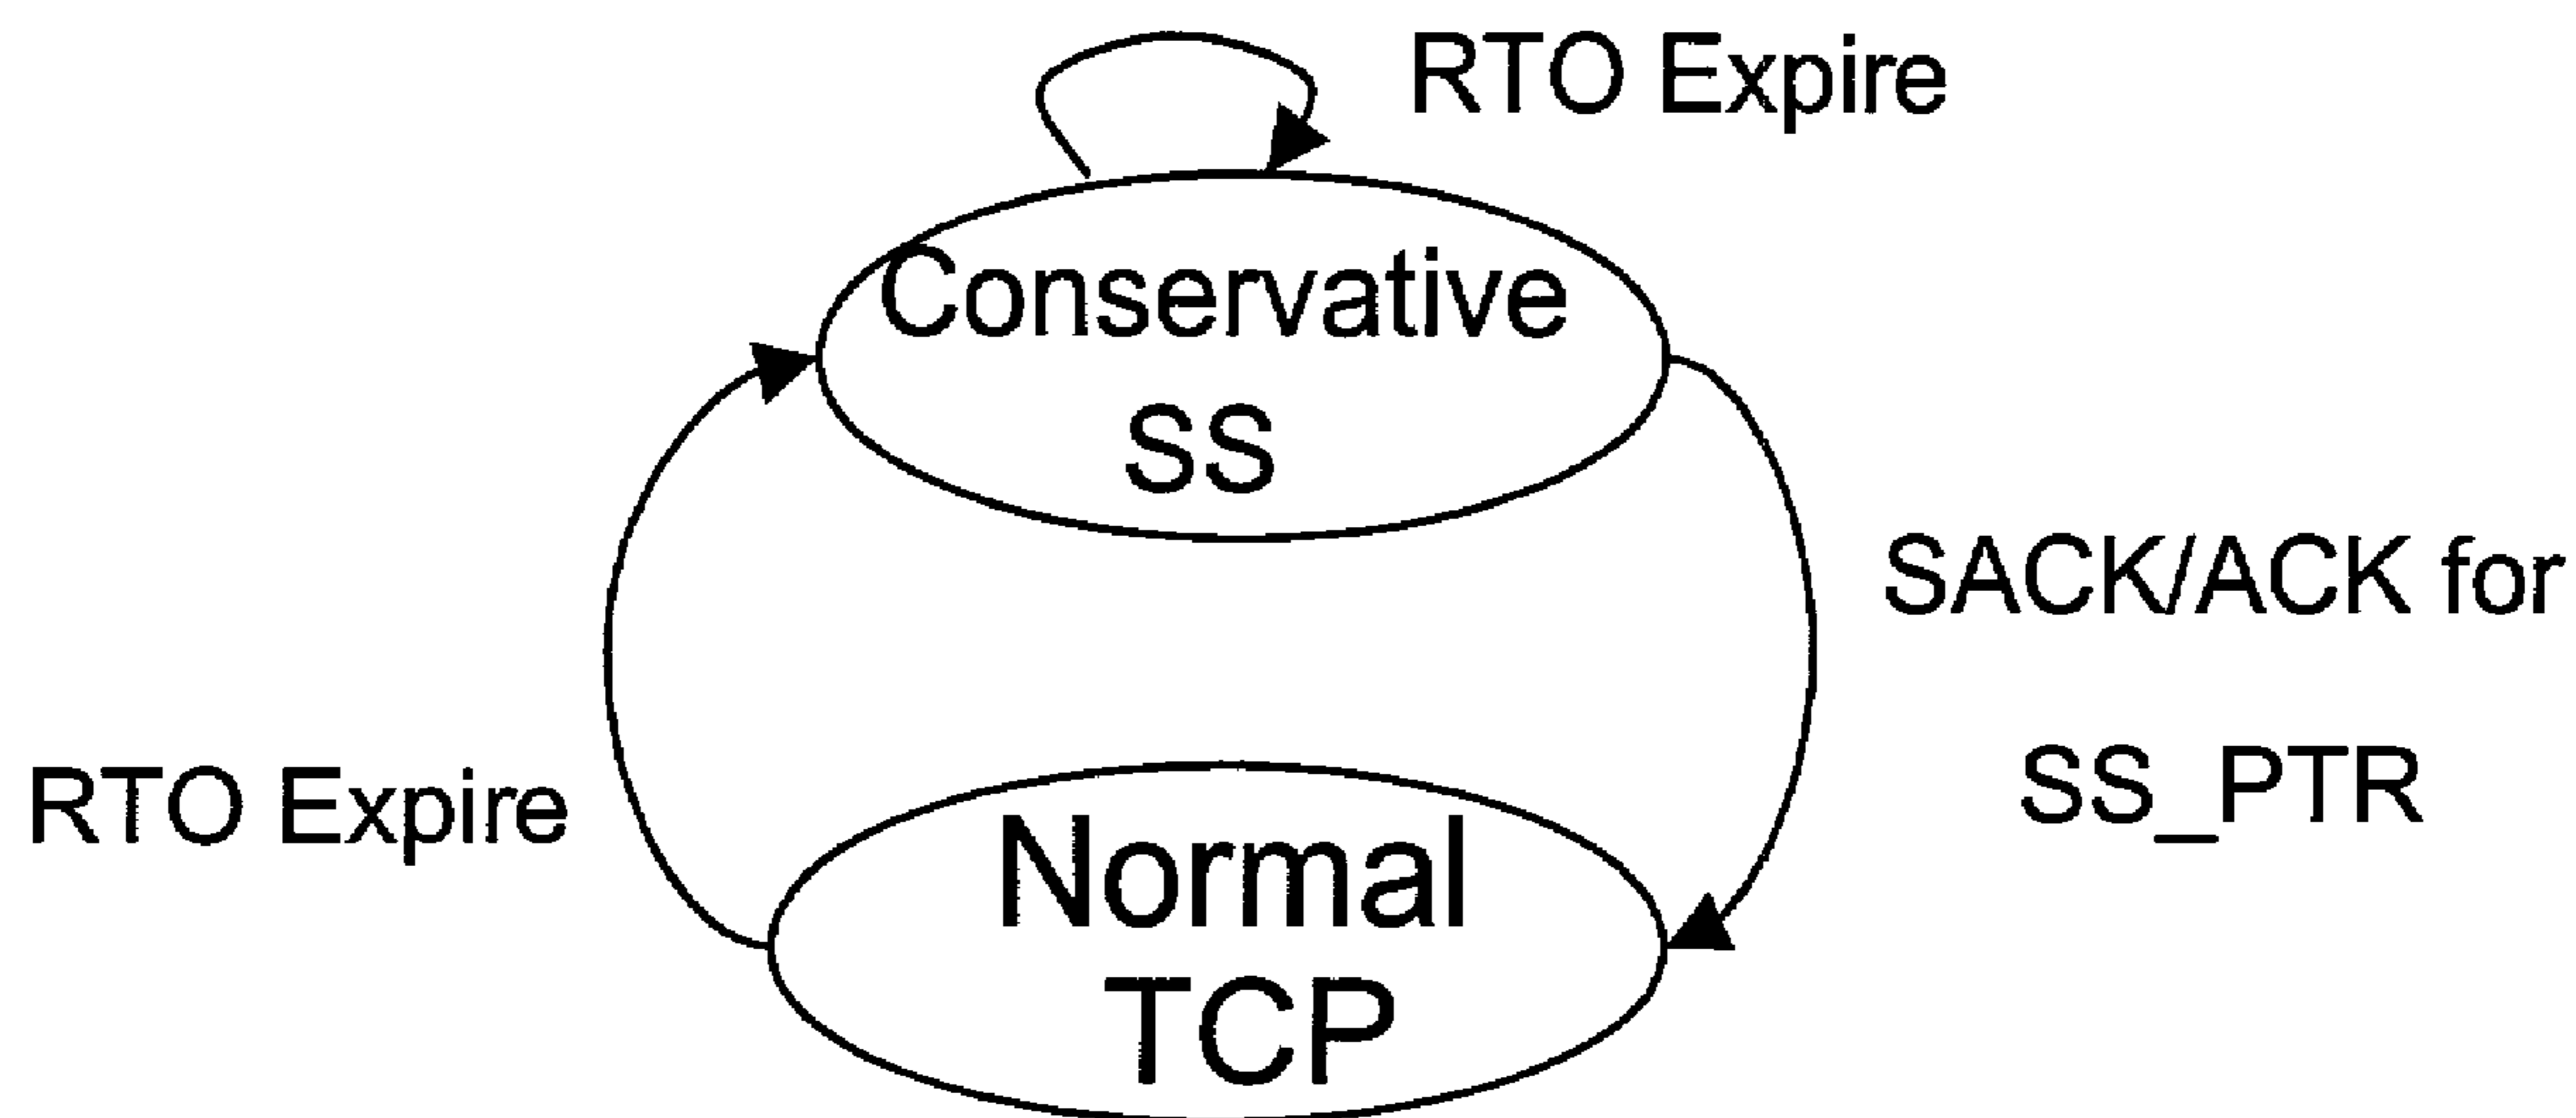 RTO Expire
Conservative
SS
SACK/ACK for
SS_PTR
RTO Expire
Normal
TCP